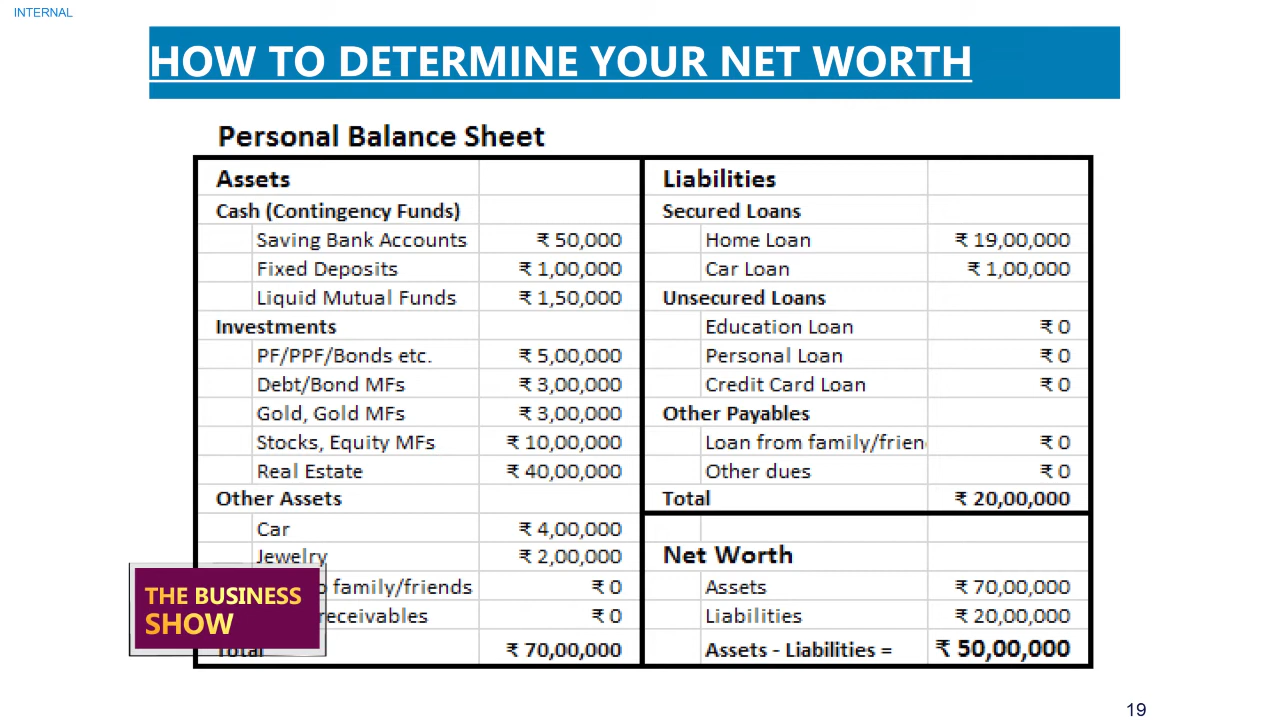 INTERNAL
HOW TO DETERMINE YOUR NET WORTH
Personal Balance Sheet
Assets
Cash (Contingency Funds)
Saving Bank Accounts ₹ 50,000
Fixed Deposits ₹ 1,00,000
Liquid Mutual Funds ₹ 1,50,000
Investments
PF/PPF/Bonds etc. ₹ 5,00,000
Debt/Bond MFs ₹ 3,00,000
Gold, Gold MFs ₹ 3,00,000
Stocks, Equity MFs ₹ 10,00,000
Real Estate ₹ 40,00,000
Other Assets
Car ₹ 4,00,000
Jewelry ₹ 2,00,000
family/friends ₹ 0
receivables ₹ 0
Total ₹ 70,00,000
Liabilities
Secured Loans
Home Loan ₹ 19,00,000
Car Loan ₹ 1,00,000
Unsecured Loans
Education Loan ₹ 0
Personal Loan ₹ 0
Credit Card Loan ₹ 0
Other Payables
Loan from family/frien ₹ 0
Other dues ₹ 0
Total ₹ 20,00,000
Net Worth
Assets ₹ 70,00,000
Liabilities ₹ 20,00,000
Assets - Liabilities = ₹ 50,00,000
THE BUSINESS
SHOW
19